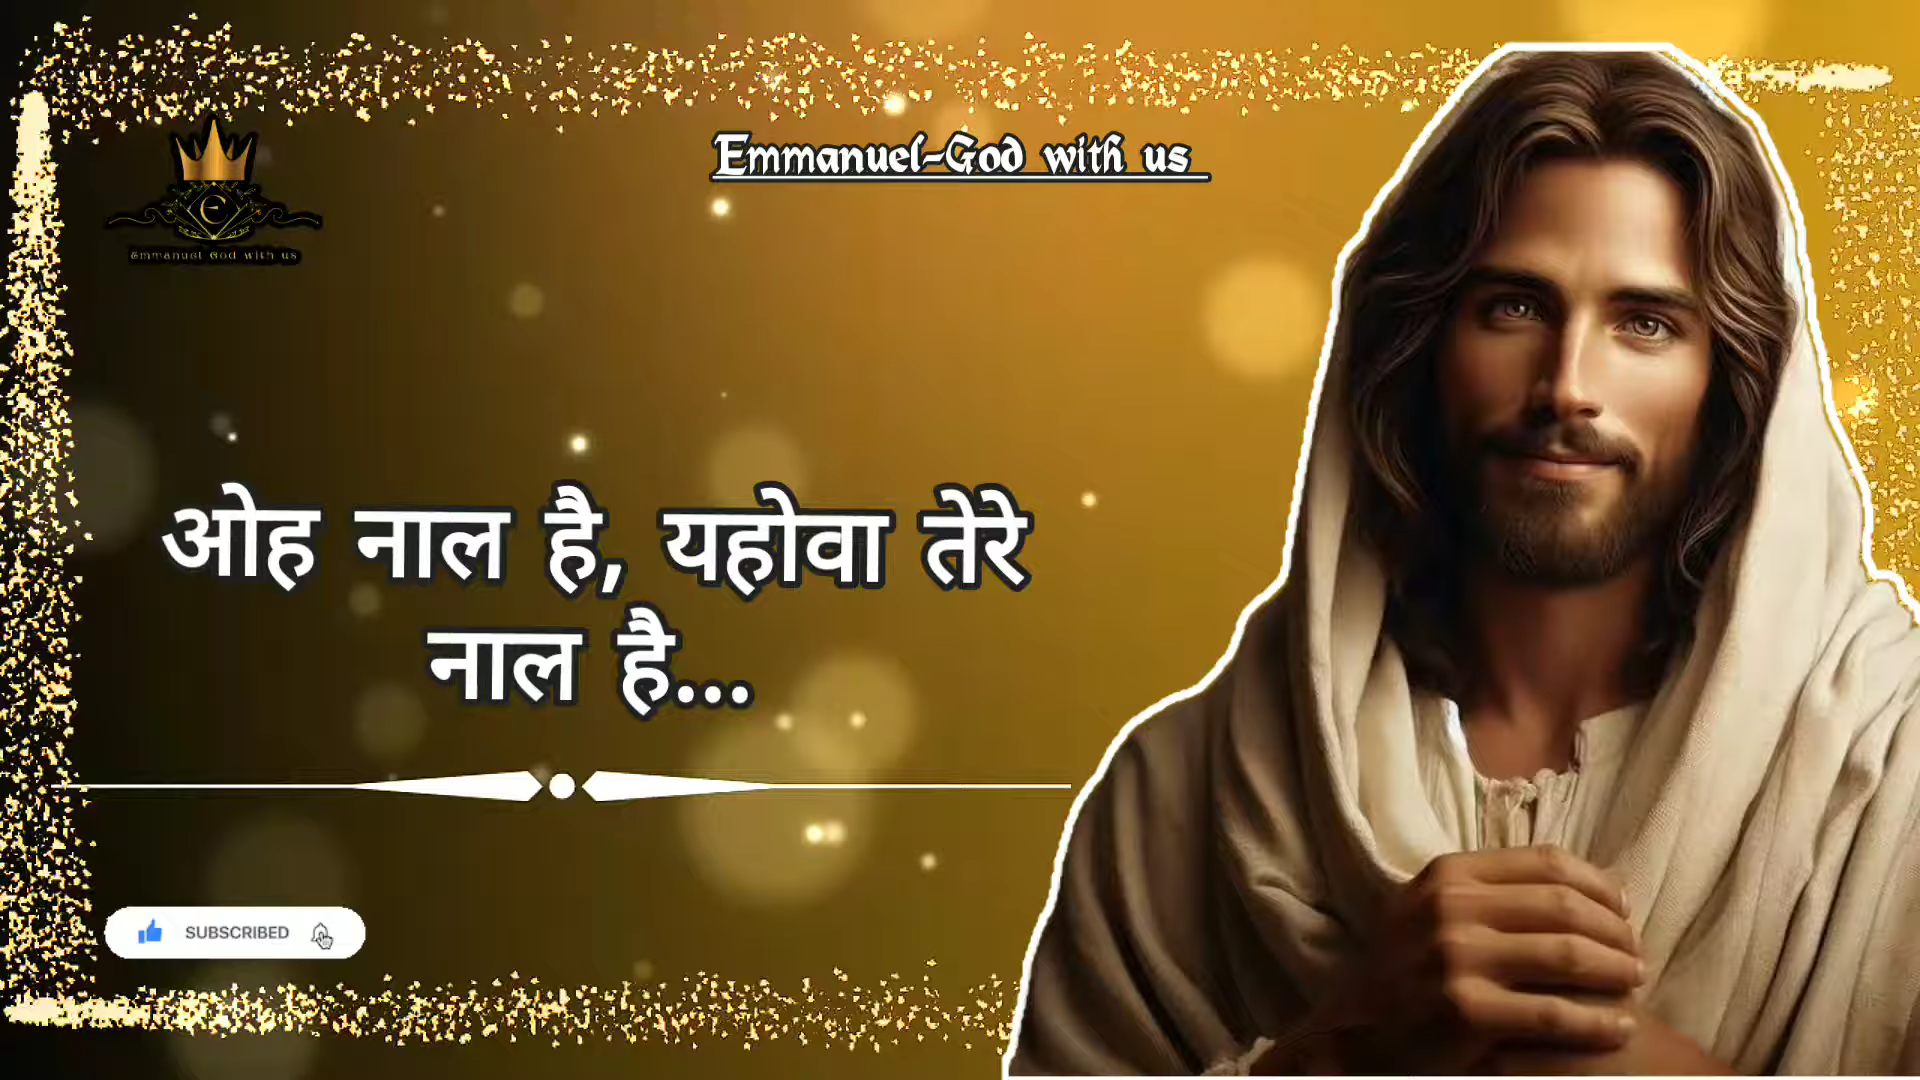 Emmanuel-God with us
E
Emmanuel God with us
ओह नाल है, यहोवा तेरे
नाल है...
SUBSCRIBED